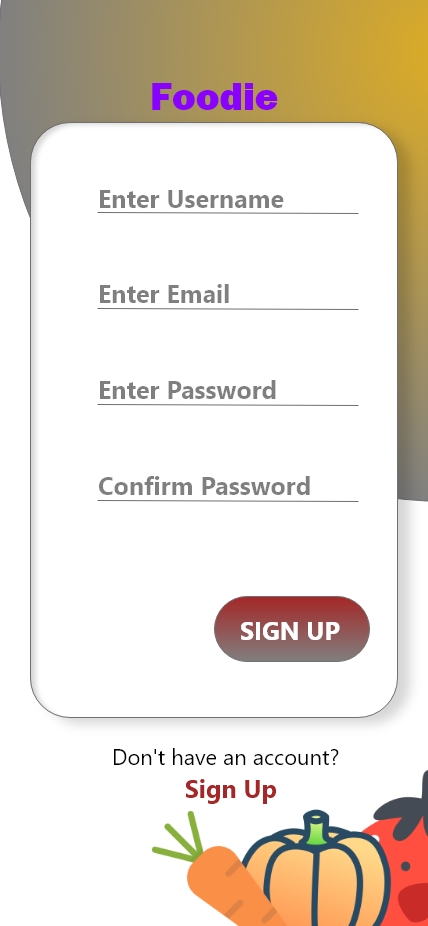 Foodie
Enter Username
Enter Email
Enter Password
Confirm Password
SIGN UP
Don't have an account?
Sign Up